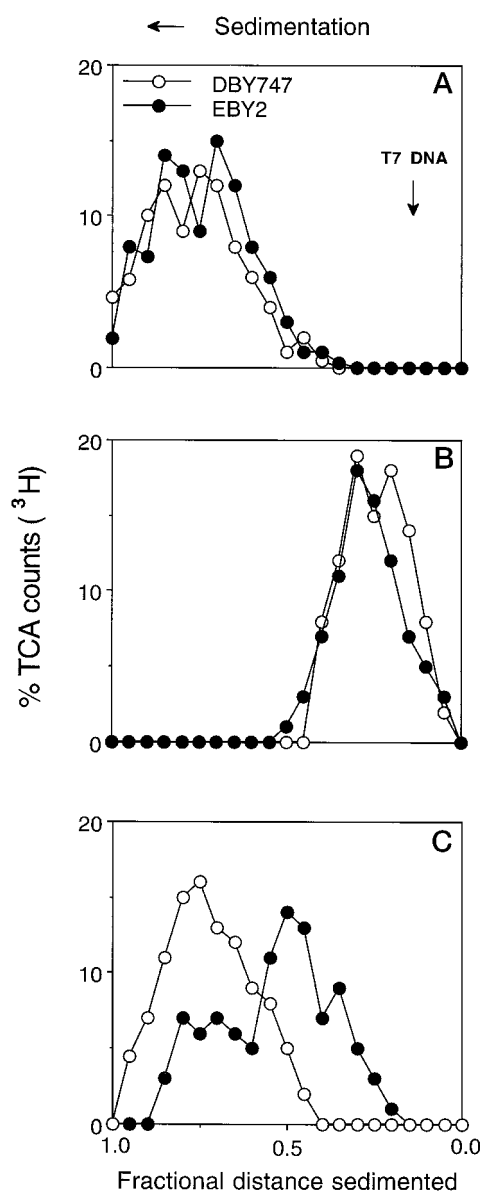 ← Sedimentation
20
DBY747
A
EBY2
T7 DNA
10
0
20
B
10
0
% TCA counts ( ³H)
20
C
10
0
1.0
0.5
0.0
Fractional distance sedimented